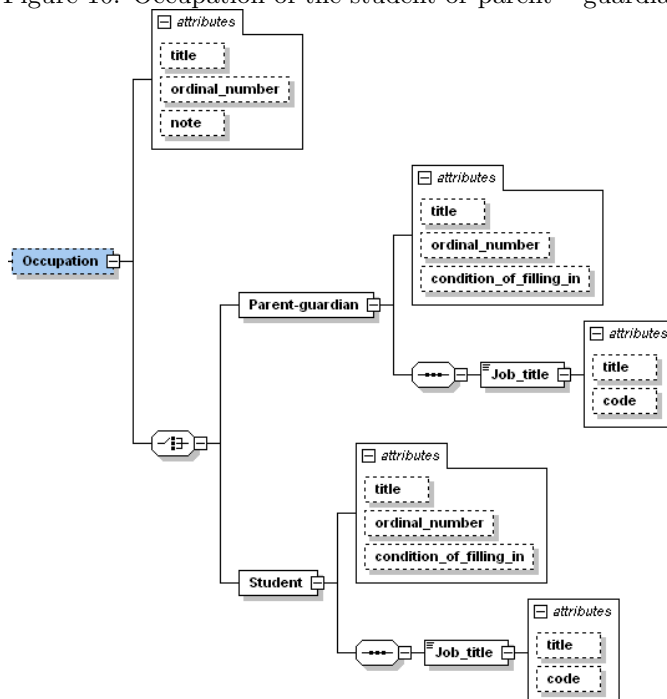 Figure 10: Occupation of the student or parent – guardia
attributes
title
ordinal_number
note
attributes
title
ordinal_number
condition_of_filling_in
Occupation
Parent-guardian
attributes
title
code
Job_title
attributes
title
ordinal_number
condition_of_filling_in
Student
attributes
title
code
Job_title